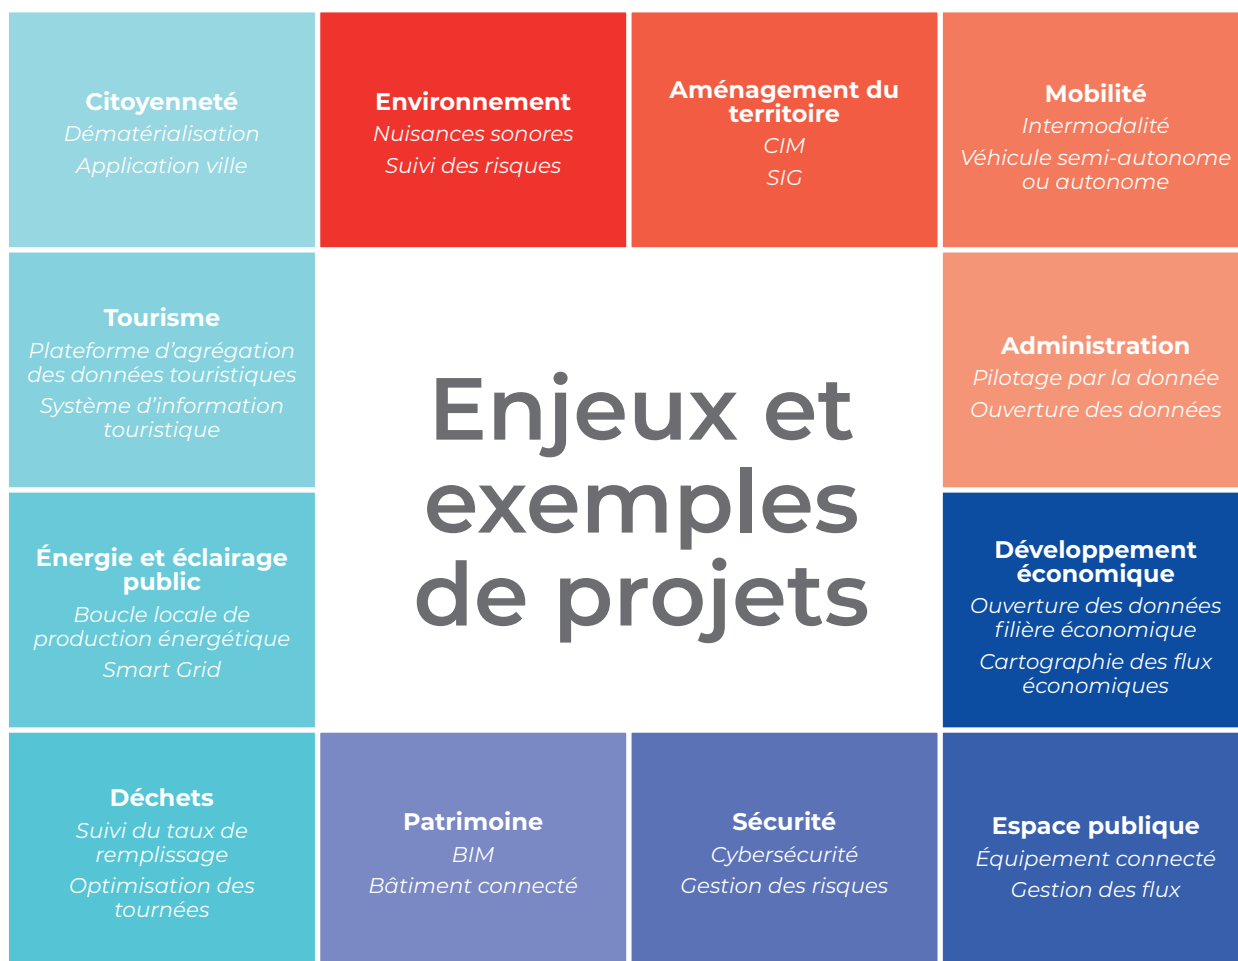 Citoyenneté
Dématérialisation
Application ville
Environnement
Nuisances sonores
Suivi des risques
Aménagement du
territoire
CIM
SIG
Mobilité
Intermodalité
Véhicule semi-autonome
ou autonome
Tourisme
Plateforme d’agrégation
des données touristiques
Système d’information
touristique
Enjeux et
exemples
de projets
Administration
Pilotage par la donnée
Ouverture des données
Énergie et éclairage
public
Boucle locale de
production énergétique
Smart Grid
Développement
économique
Ouverture des données
filière économique
Cartographie des flux
économiques
Déchets
Suivi du taux de
remplissage
Optimisation des
tournées
Patrimoine
BIM
Bâtiment connecté
Sécurité
Cybersécurité
Gestion des risques
Espace publique
Équipement connecté
Gestion des flux